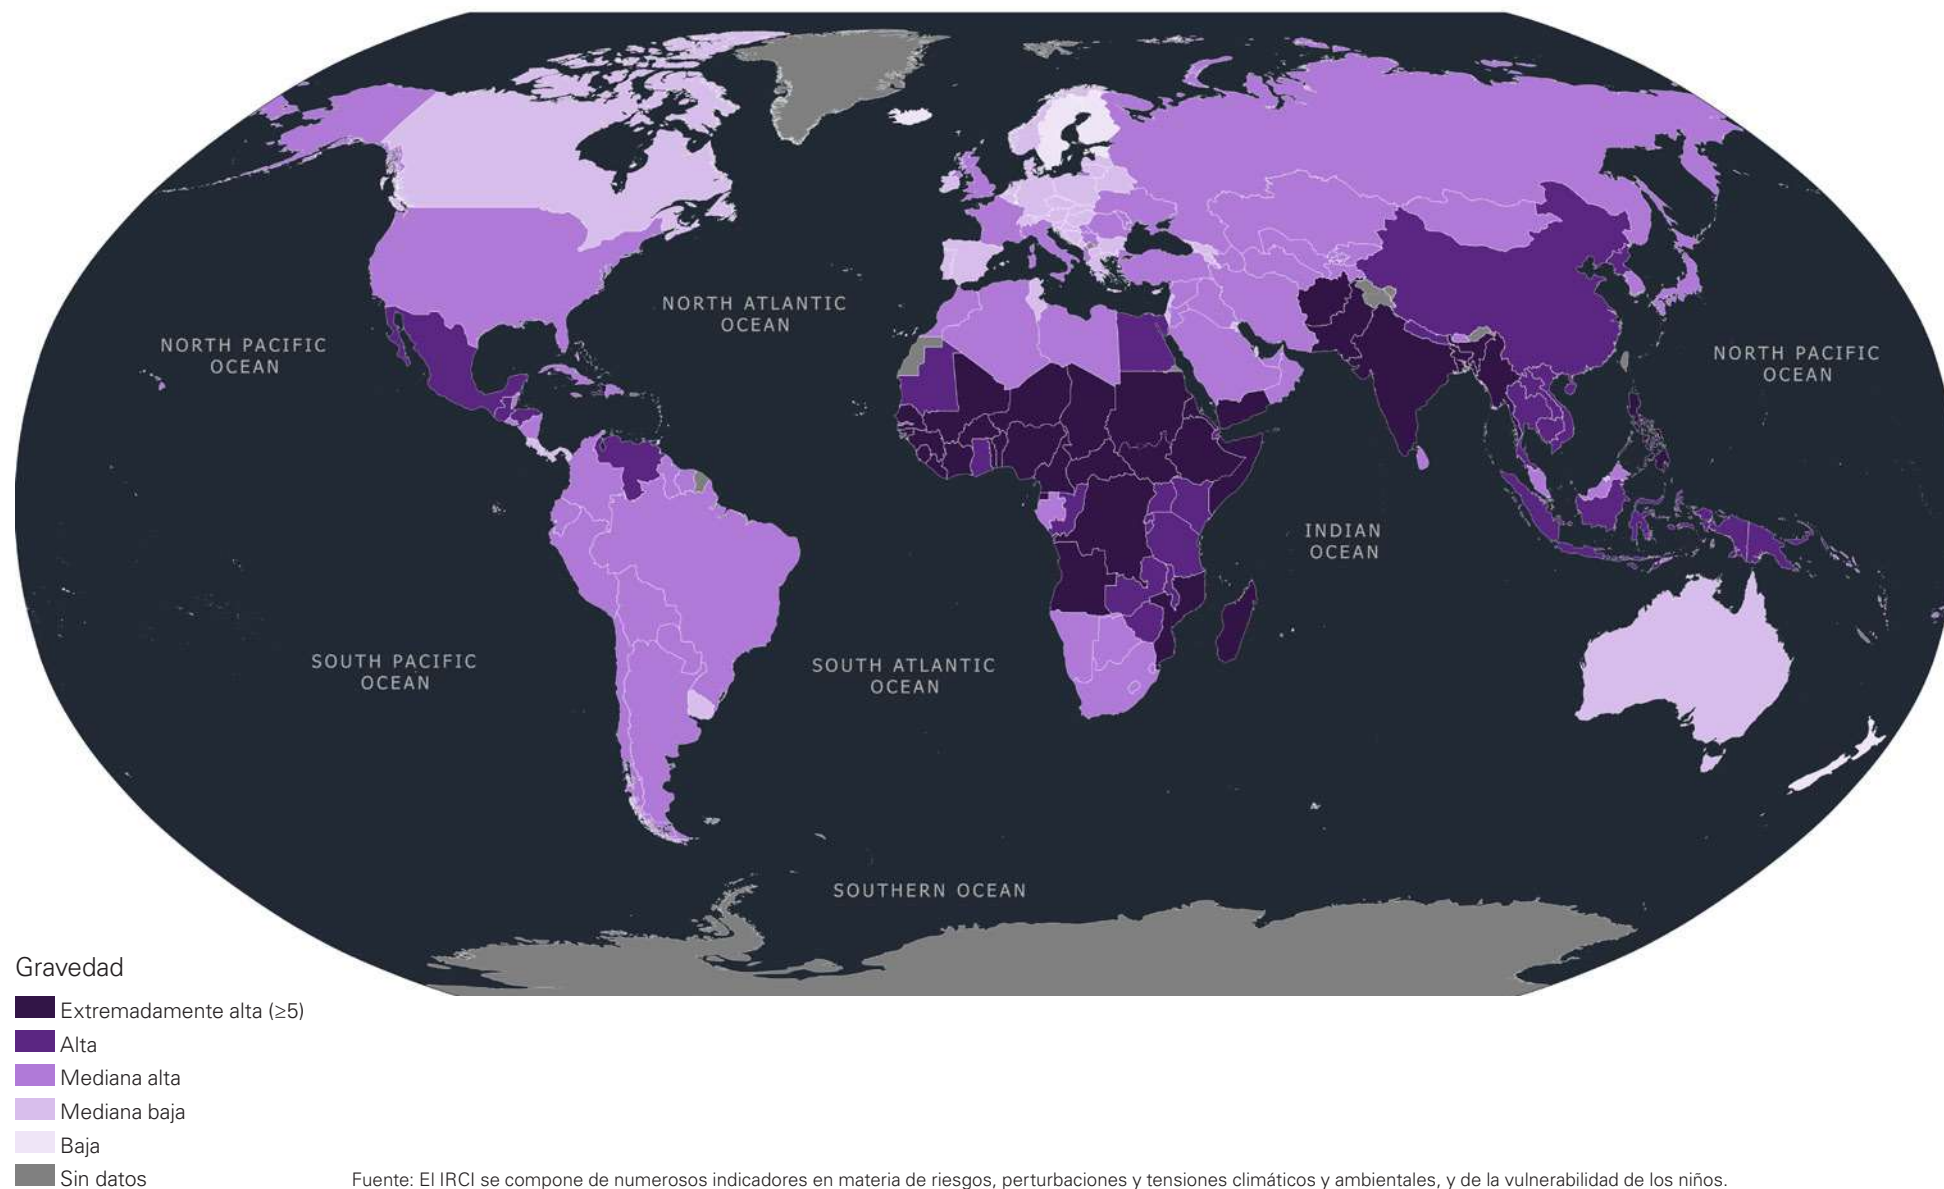 NORTH ATLANTIC
OCEAN
NORTH PACIFIC
OCEAN
NORTH PACIFIC
OCEAN
INDIAN
OCEAN
SOUTH PACIFIC
OCEAN
SOUTH ATLANTIC
OCEAN
SOUTHERN OCEAN
Gravedad
Extremadamente alta (≥5)
Alta
Mediana alta
Mediana baja
Baja
Sin datos
Fuente: El IRCI se compone de numerosos indicadores en materia de riesgos, perturbaciones y tensiones climáticos y ambientales, y de la vulnerabilidad de los niños.